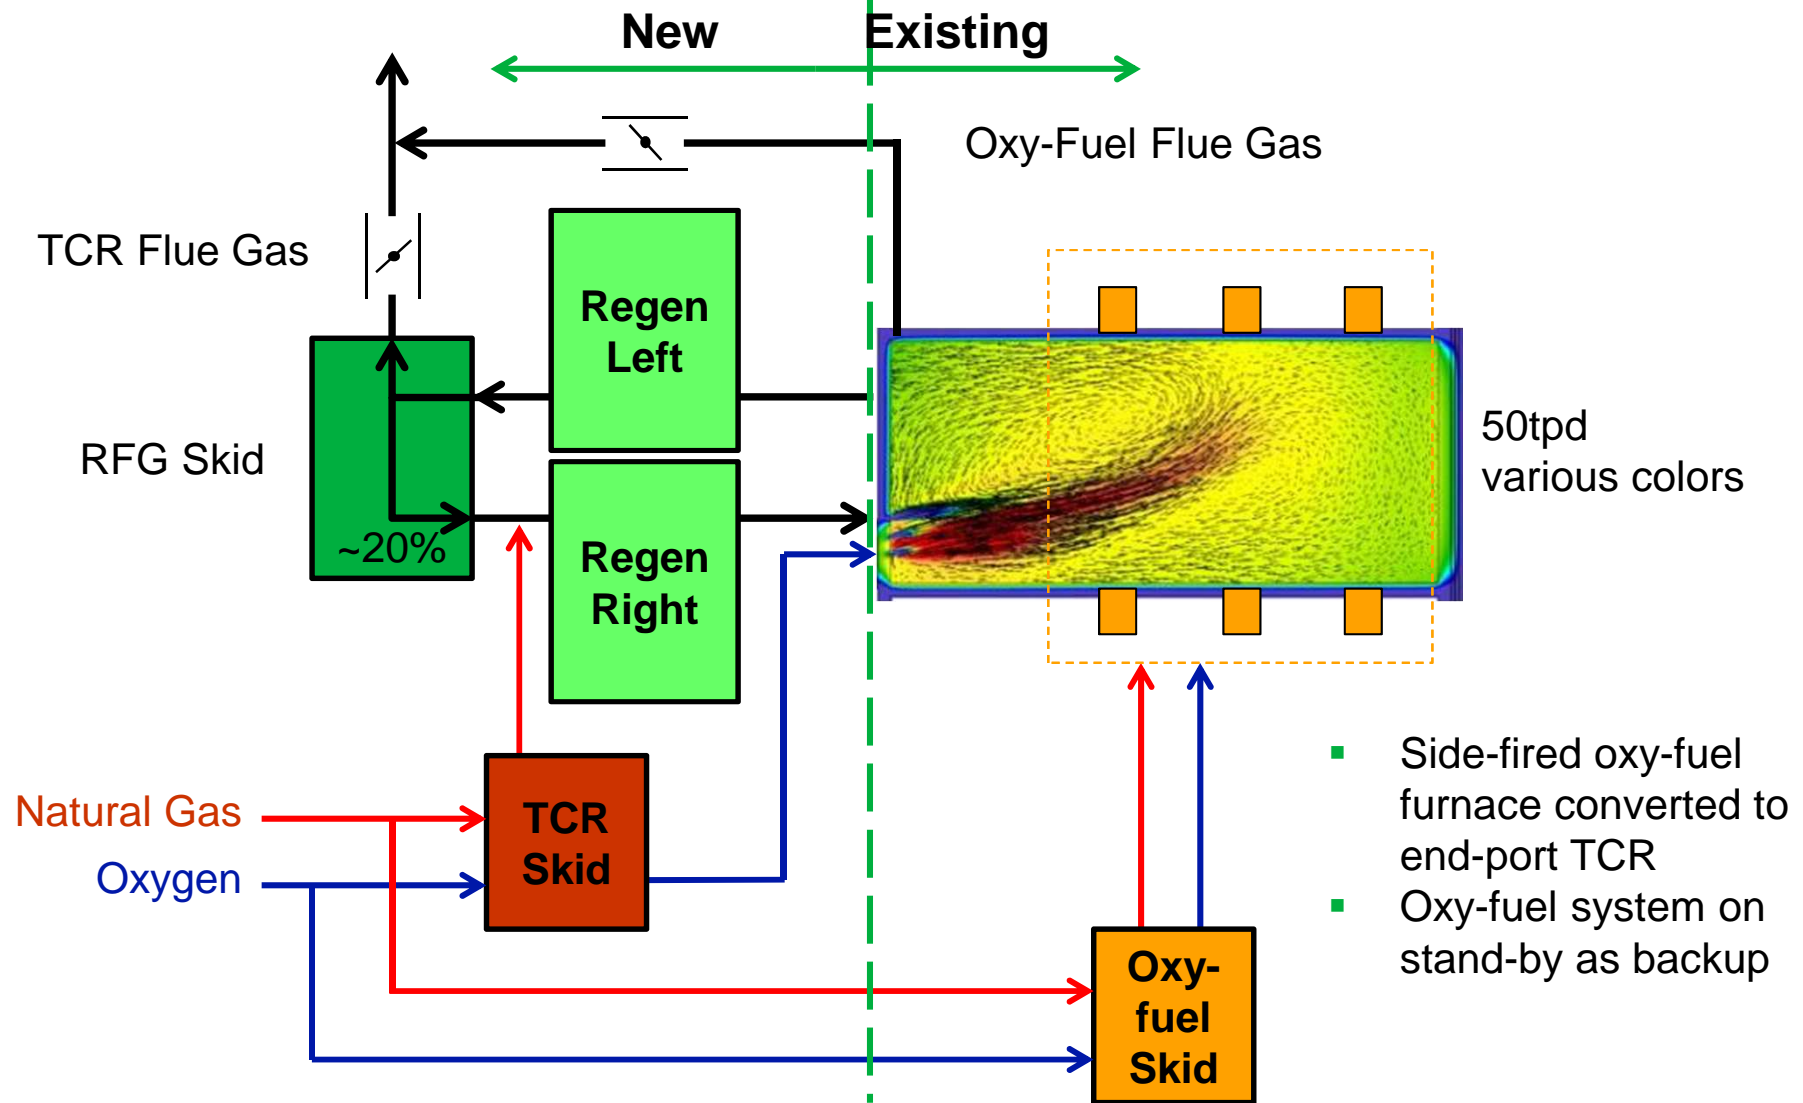 New
Existing
Oxy-Fuel Flue Gas
TCR Flue Gas
Regen
Left
RFG Skid
~20%
Regen
Right
50tpd
various colors
Natural Gas
Oxygen
TCR
Skid
Oxy-
fuel
Skid
▪ Side-fired oxy-fuel
furnace converted to
end-port TCR
▪ Oxy-fuel system on
stand-by as backup